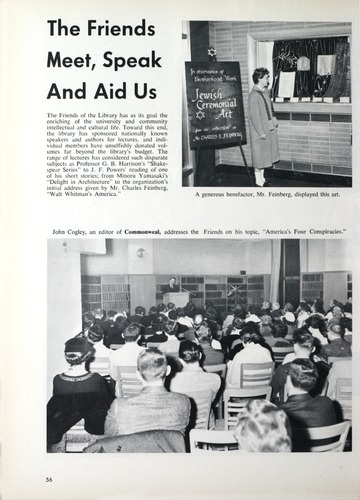 The Friends
Meet, Speak
And Aid Us
The Friends of the Library has as its goal the
enriching of the university and community
intellectual and cultural life. Toward this end,
the library has sponsored nationally known
speakers and authors for lectures, and indi-
vidual members have unselfishly donated vol-
umes far beyond the library's budget. The
range of lectures has considered such disparate
subjects as Professor G. B. Harrison's "Shake-
spear Series" to J. F. Powers' reading of one
of his short stories; from Minoru Yamasaki's
"Delight in Architecture" to the organization's
initial address given by Mr. Charles Feinberg,
"Walt Whitman's America."
In observance of
Brotherhood Week
Jewish
Ceremonial
Art
Mr. CHARLES E. FEINBERG
A generous benefactor, Mr. Feinberg, displayed this art.
John Cogley, an editor of Commonweal, addresses the Friends on his topic, "America's Four Conspiracies."
56